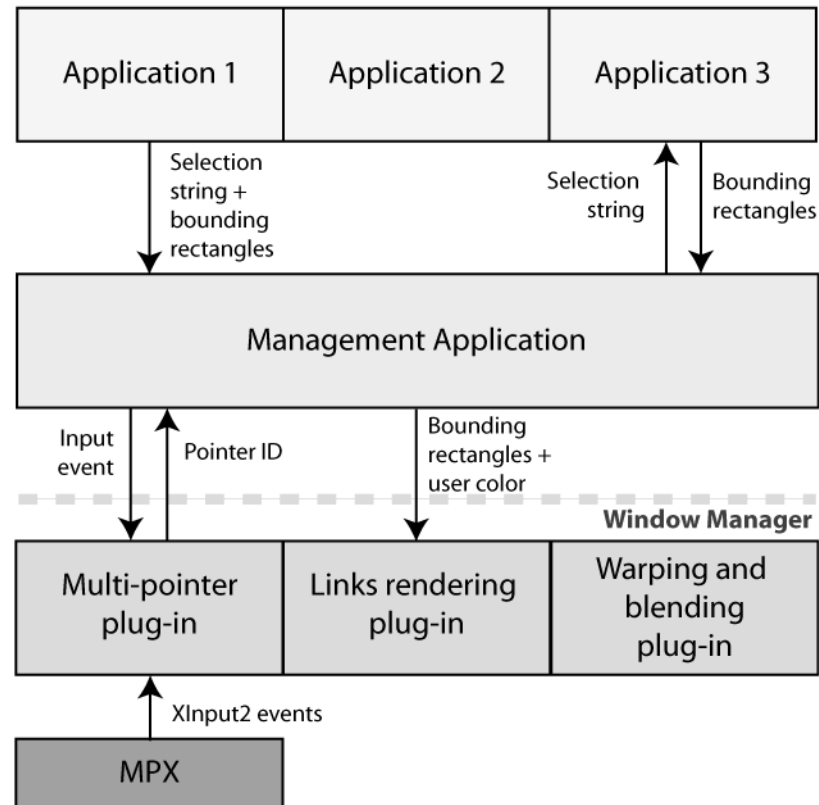 Application 1
Application 2
Application 3
Selection
string +
bounding
rectangles
Selection
string
Bounding
rectangles
Management Application
Input
event
Pointer ID
Bounding
rectangles +
user color
Window Manager
Multi-pointer
plug-in
Links rendering
plug-in
Warping and
blending
plug-in
XInput2 events
MPX